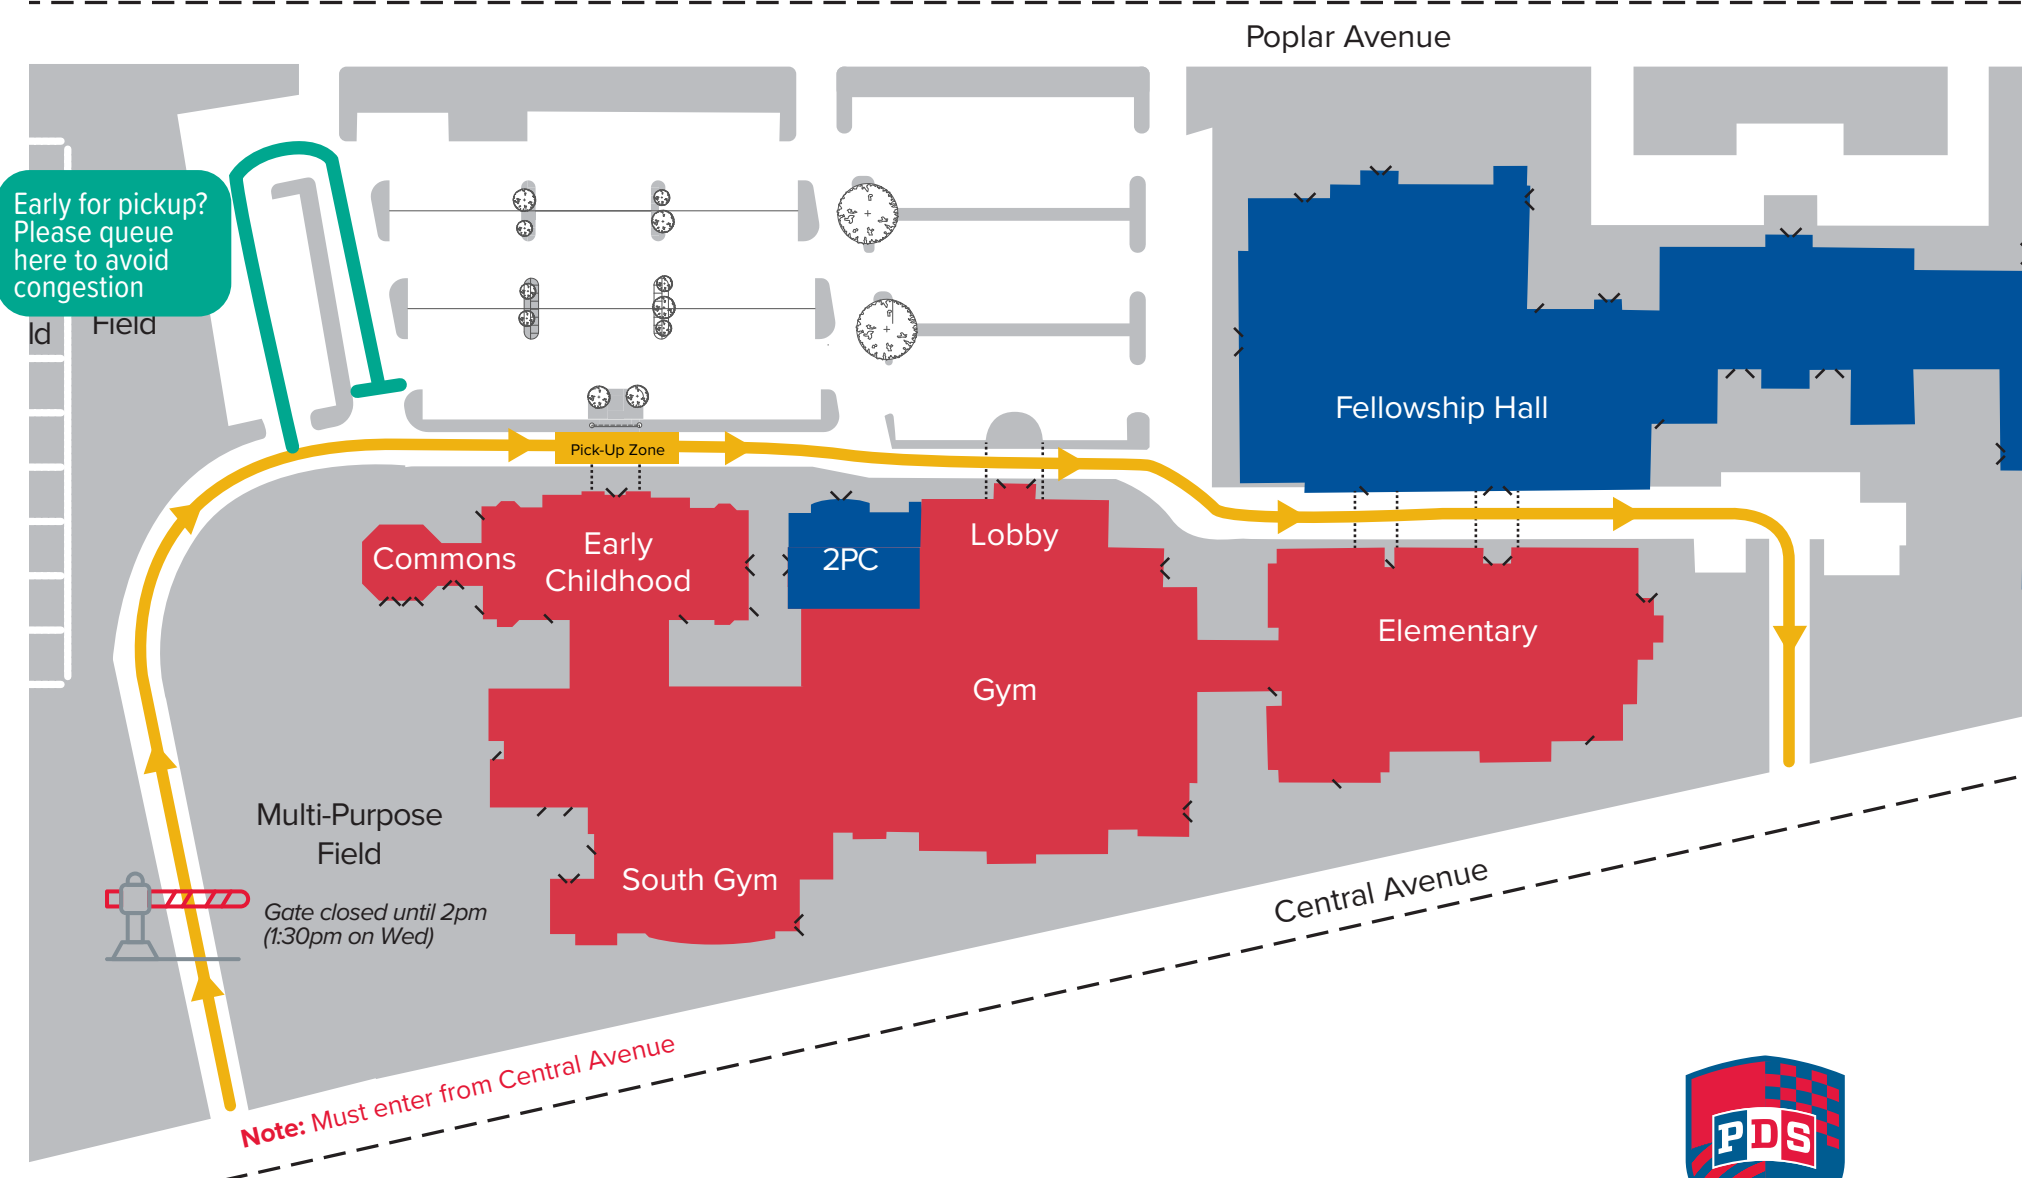 Poplar Avenue
Early for pickup?
Please queue
here to avoid
congestion
ld
Field
Fellowship Hall
Pick-Up Zone
Commons
Early
Childhood
2PC
Lobby
Elementary
Gym
Multi-Purpose
Field
South Gym
Gate closed until 2pm
(1:30pm on Wed)
Central Avenue
Note: Must enter from Central Avenue
PDS